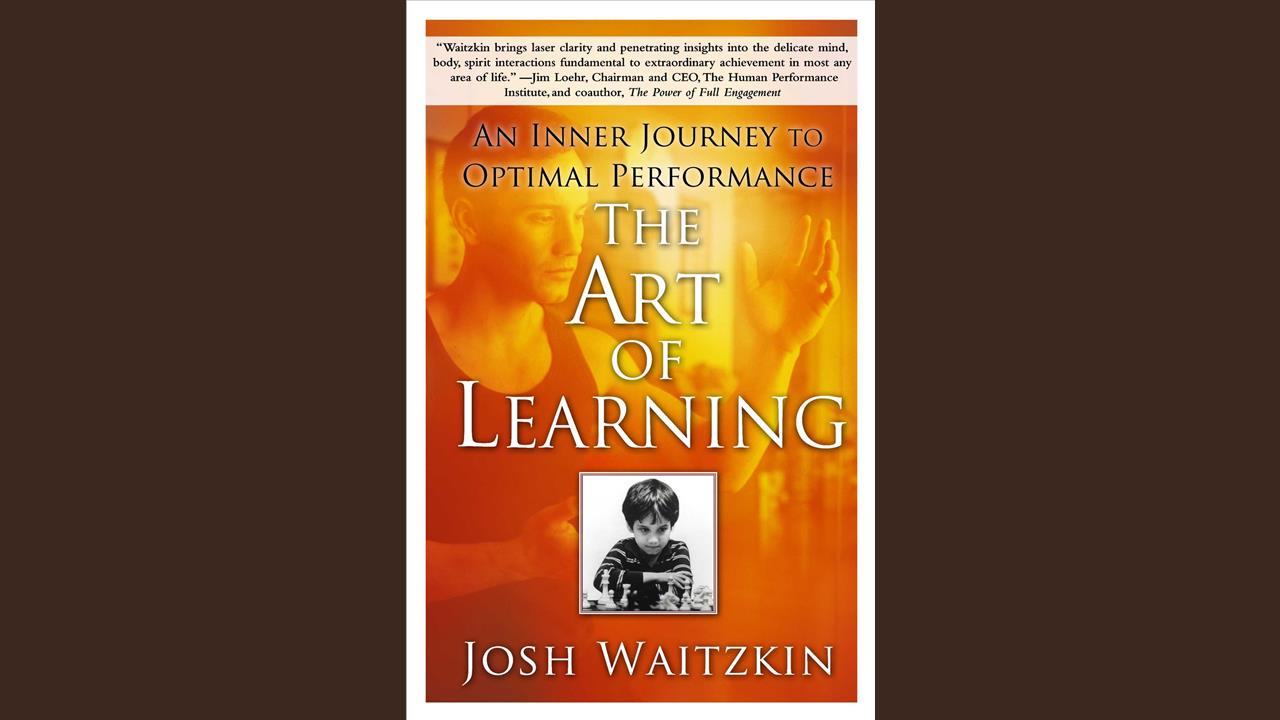 “Waitzkin brings laser clarity and penetrating insights into the delicate mind,
body, spirit interactions fundamental to extraordinary achievement in most any
area of life.” —Jim Loehr, Chairman and CEO, The Human Performance
Institute, and coauthor, The Power of Full Engagement
An Inner Journey to
Optimal Performance
The
Art
of
Learning
Josh Waitzkin